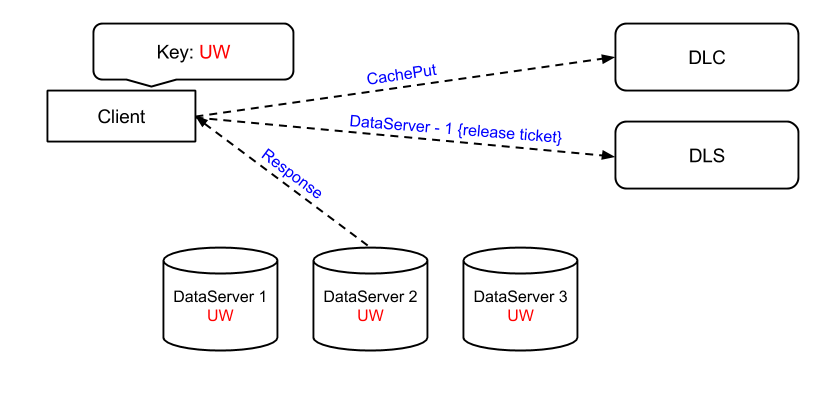 Key: UW
Client
CachePut
DLC
DataServer - 1 {release ticket}
DLS
Response
DataServer 1
UW
DataServer 2
UW
DataServer 3
UW